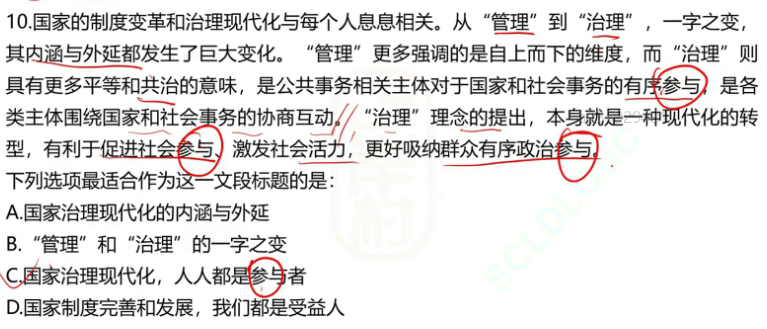 10.国家的制度变革和治理现代化与每个人息息相关。从“管理”到“治理”，一字之变，
其内涵与外延都发生了巨大变化。“管理”更多强调的是自上而下的维度，而“治理”则
具有更多平等和共治的意味，是公共事务相关主体对于国家和社会事务的有序参与，是各
类主体围绕国家和社会事务的协商互动。“治理”理念的提出，本身就是一种现代化的转
型，有利于促进社会参与、激发社会活力，更好吸纳群众有序政治参与。
下列选项最适合作为这一文段标题的是：
A.国家治理现代化的内涵与外延
B.“管理”和“治理”的一字之变
C.国家治理现代化，人人都是参与者
D.国家制度完善和发展，我们都是受益人